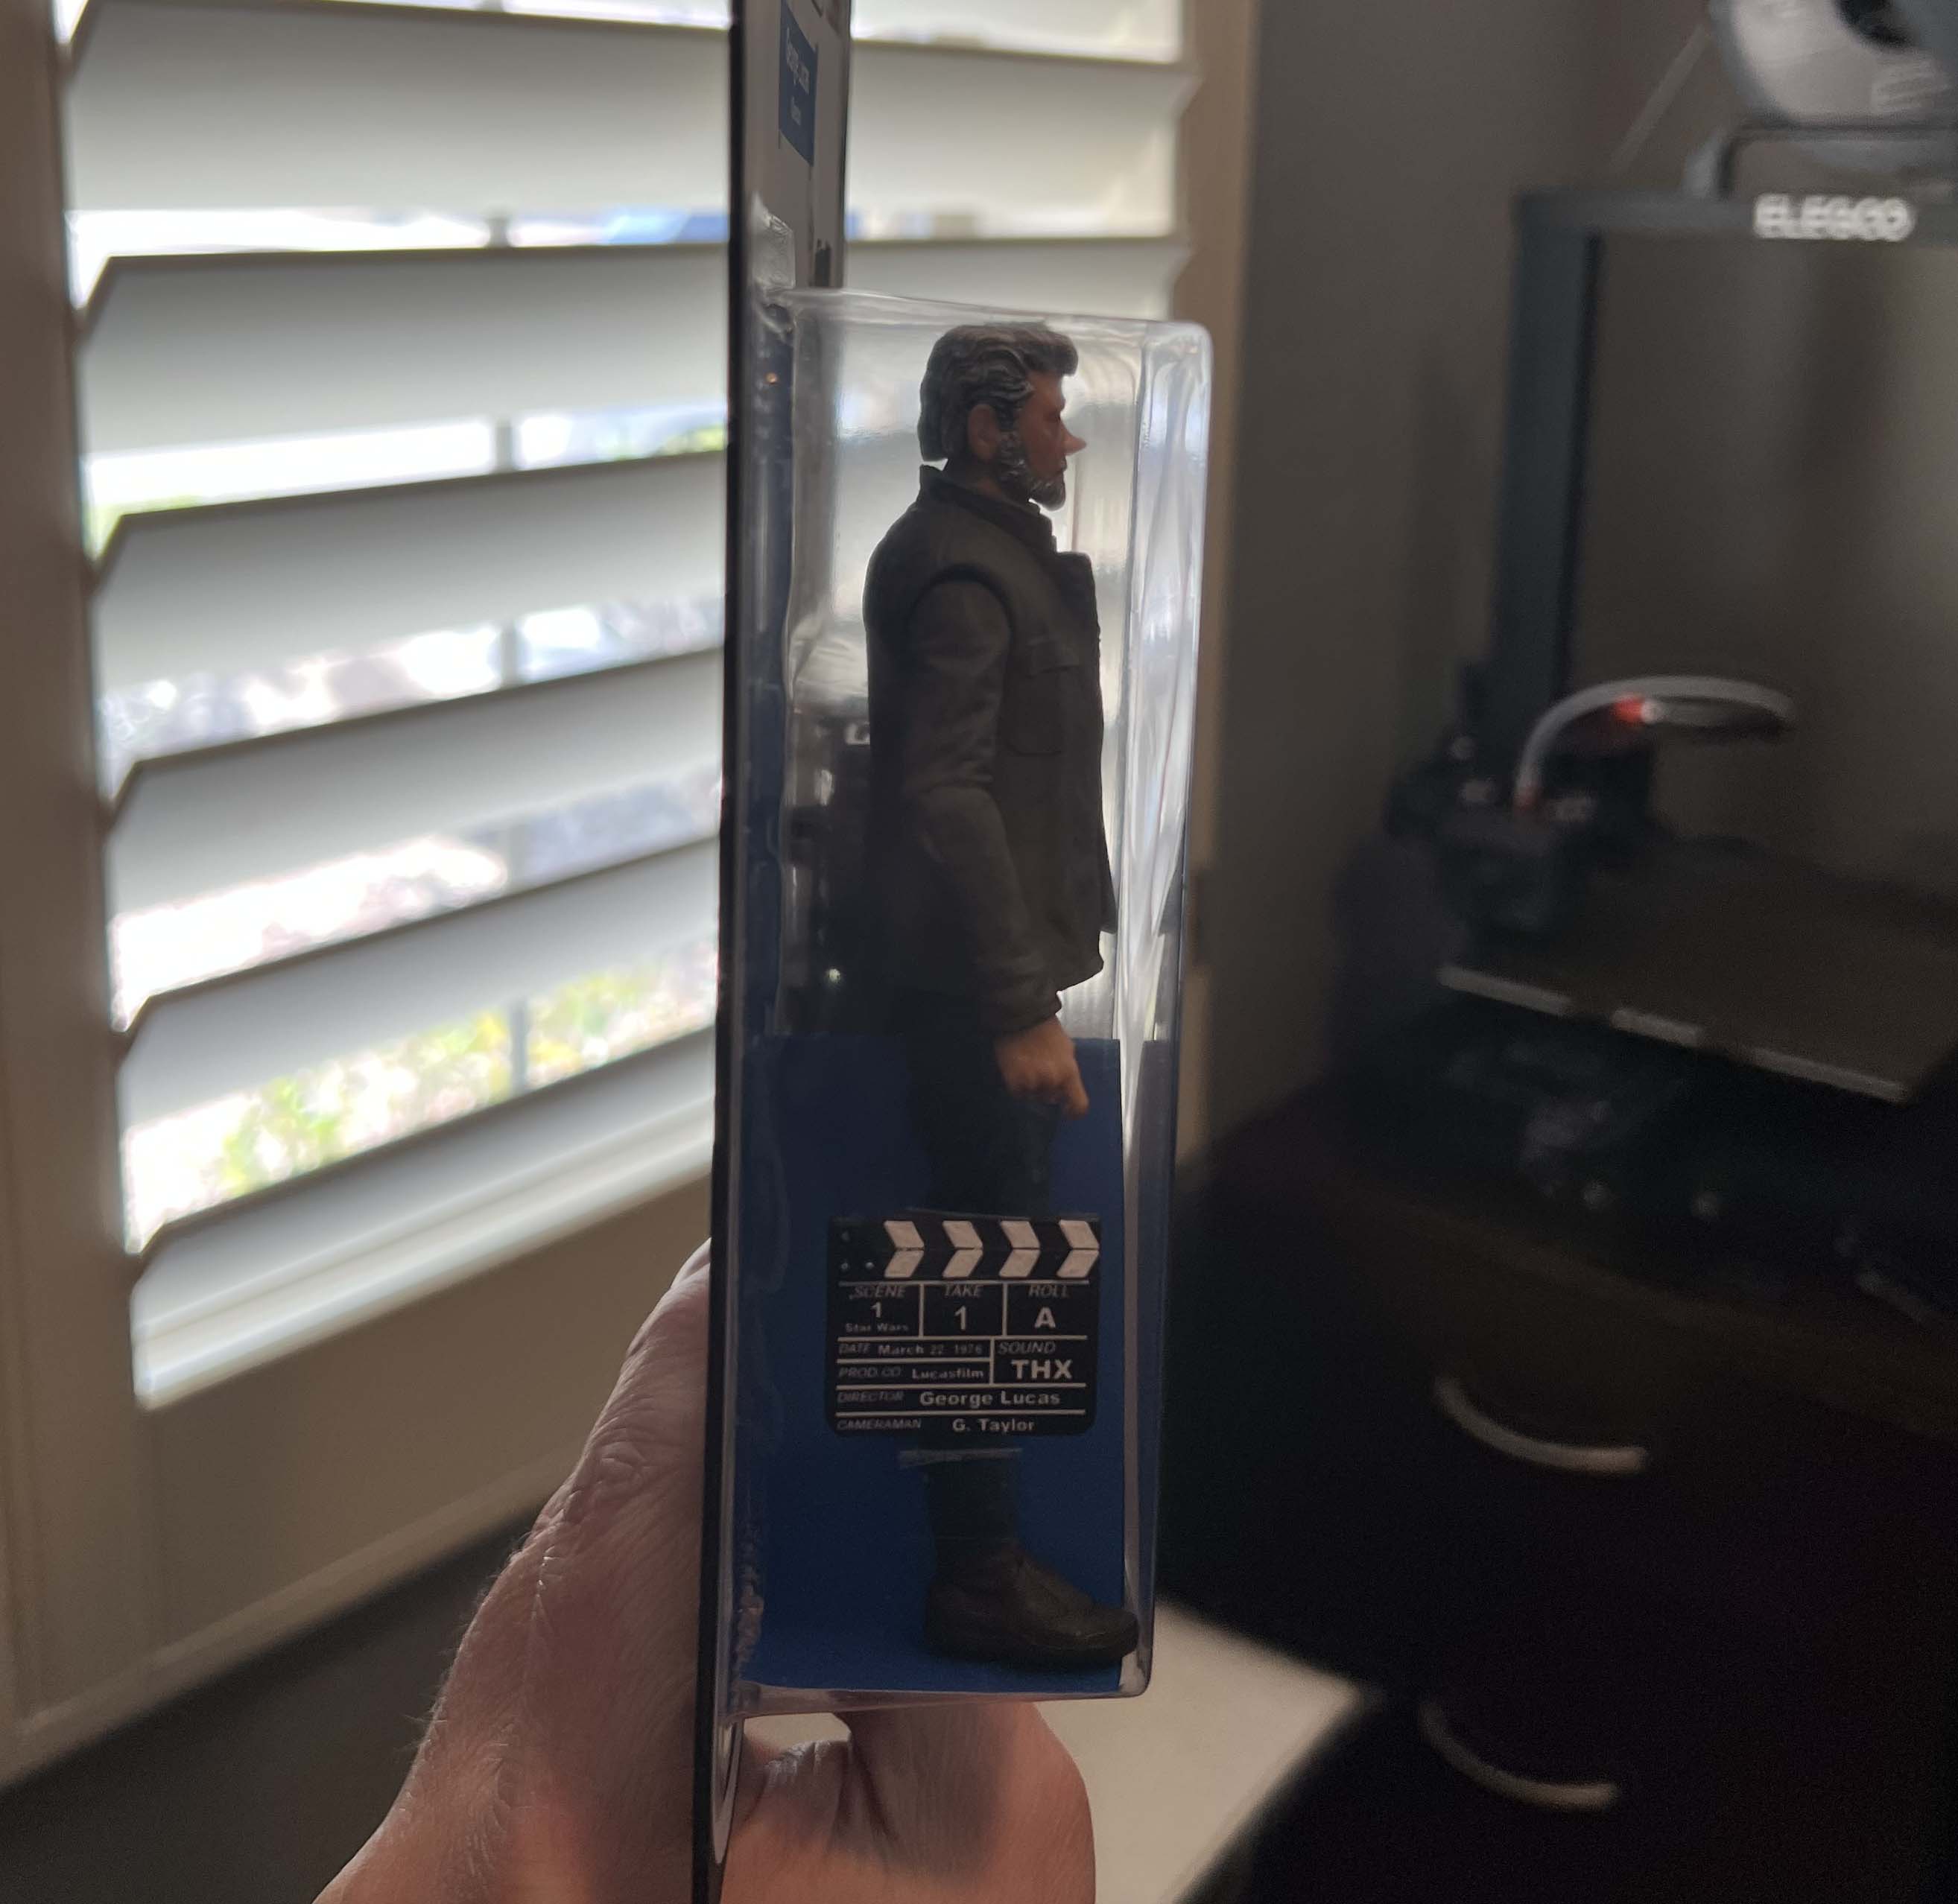 ELEGOO
SCENE TAKE ROLL
1 1 A
Star Wars
DATE March 22 1976 SOUND
PROD. CO Lucasfilm THX
DIRECTOR George Lucas
CAMERAMAN G. Taylor